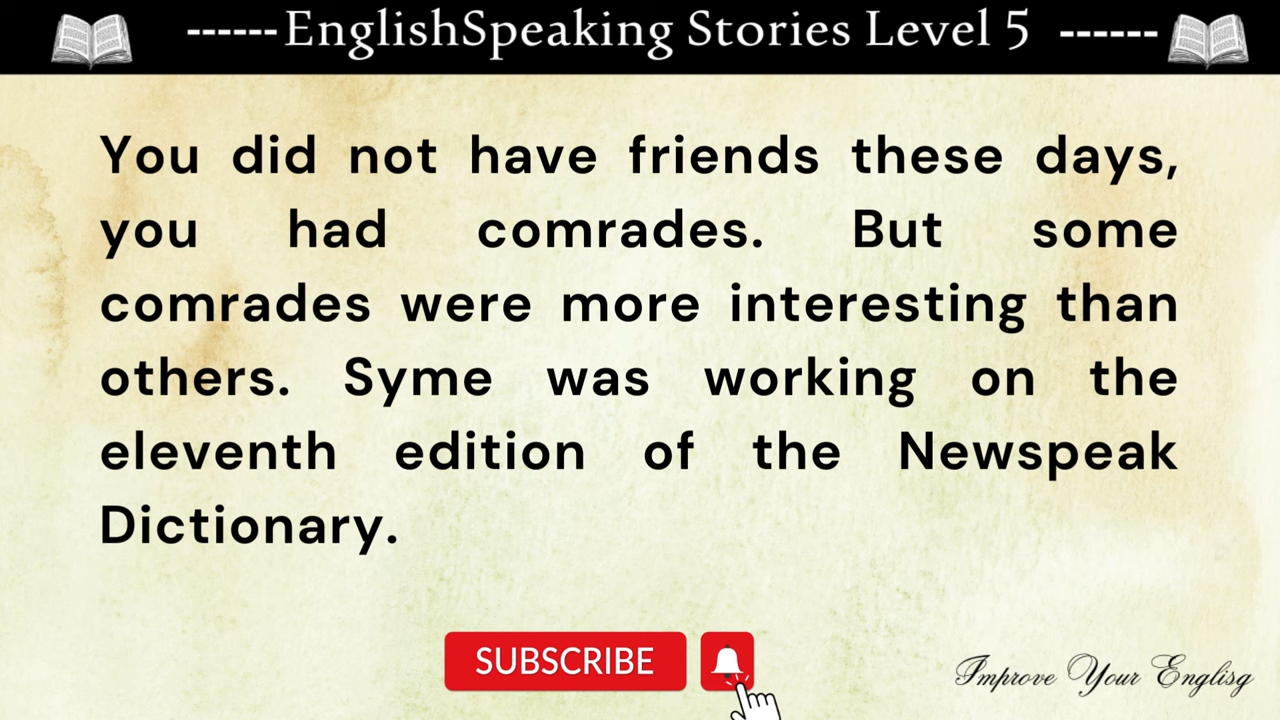 ------EnglishSpeaking Stories Level 5 ------
You did not have friends these days,
you had comrades. But some
comrades were more interesting than
others. Syme was working on the
eleventh edition of the Newspeak
Dictionary.
SUBSCRIBE
Improve Your Englisg